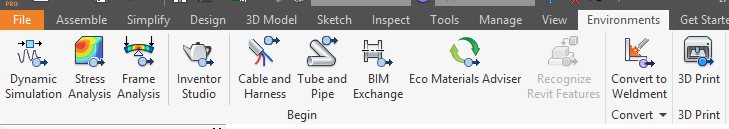 PRO
File Assemble Simplify Design 3D Model Sketch Inspect Tools Manage View Environments Get Starte
Dynamic Simulation Stress Analysis Frame Analysis Inventor Studio Cable and Harness Tube and Pipe BIM Exchange Eco Materials Adviser Recognize Revit Features Convert to Weldment 3D Print
Begin Convert 3D Print